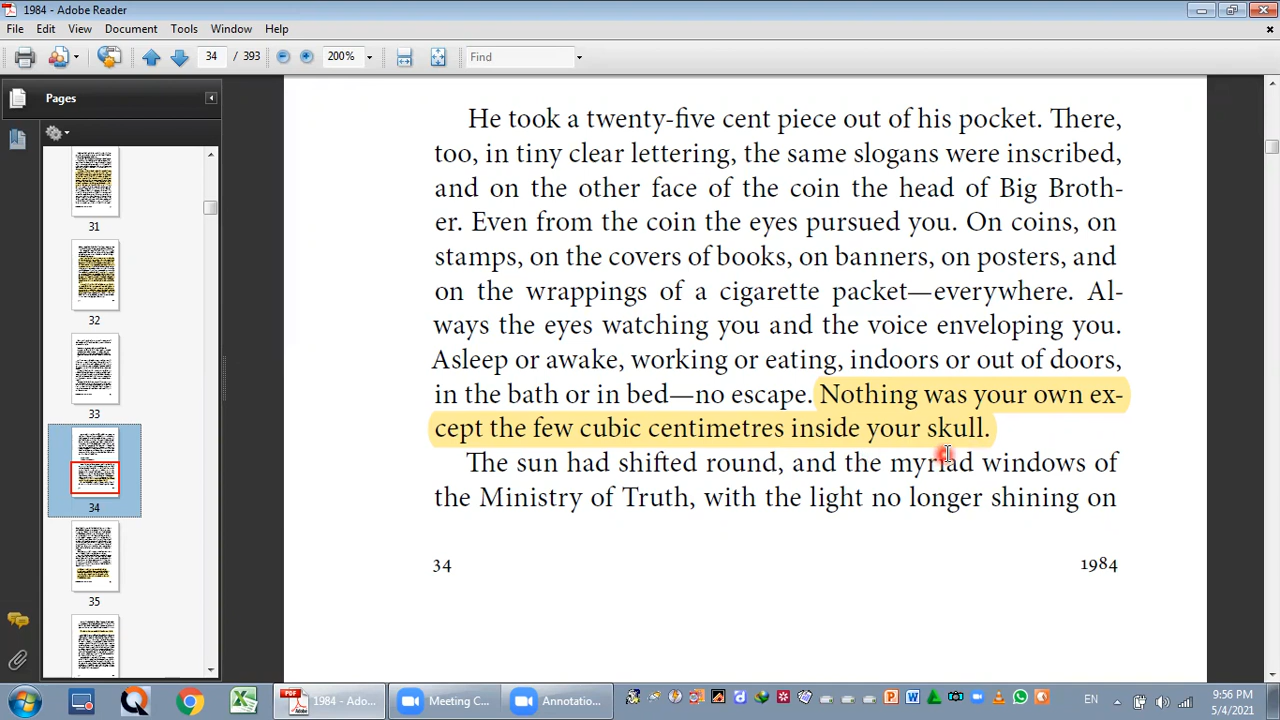 1984 - Adobe Reader
File Edit View Document Tools Window Help
34 / 393 200% Find
Pages
31
32
33
34
35
He took a twenty-five cent piece out of his pocket. There,
too, in tiny clear lettering, the same slogans were inscribed,
and on the other face of the coin the head of Big Broth-
er. Even from the coin the eyes pursued you. On coins, on
stamps, on the covers of books, on banners, on posters, and
on the wrappings of a cigarette packet—everywhere. Al-
ways the eyes watching you and the voice enveloping you.
Asleep or awake, working or eating, indoors or out of doors,
in the bath or in bed—no escape. Nothing was your own ex-
cept the few cubic centimetres inside your skull.
The sun had shifted round, and the myriad windows of
the Ministry of Truth, with the light no longer shining on
34 1984
1984 - Ado... Meeting C... Annotatio... EN 9:56 PM
5/4/2021